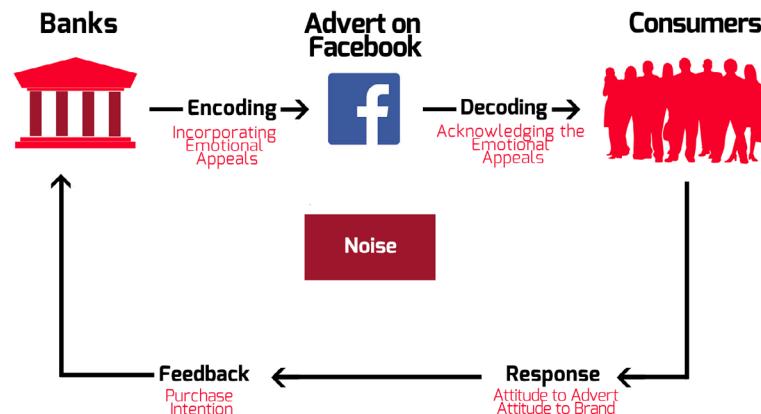 Banks
Advert on
Facebook
Consumers
f
Encoding
Incorporating
Emotional
Appeals
Decoding
Acknowledging the
Emotional
Appeals
Noise
Feedback
Purchase
Intention
Response
Attitude to Advert
Attitude to Brand